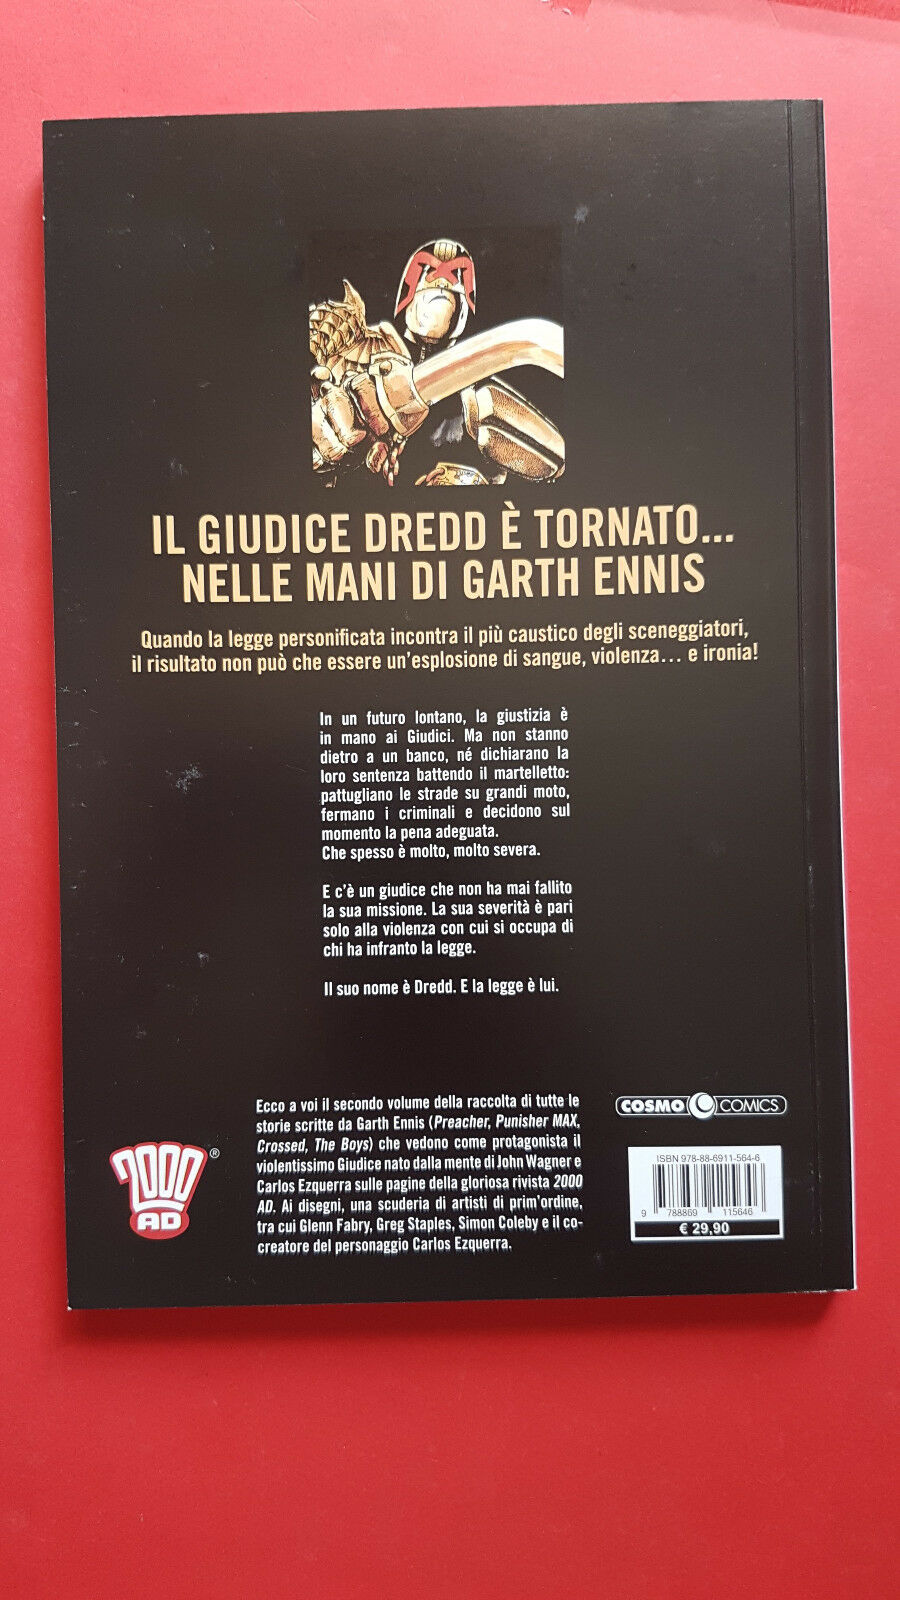 IL GIUDICE DREDD È TORNATO...
NELLE MANI DI GARTH ENNIS
Quando la legge personificata incontra il più caustico degli sceneggiatori,
il risultato non può che essere un'esplosione di sangue, violenza... e ironia!
In un futuro lontano, la giustizia è
in mano ai Giudici. Ma non stanno
dietro a un banco, né dichiarano la
loro sentenza battendo il martelletto:
pattugliano le strade su grandi moto,
fermano i criminali e decidono sul
momento la pena adeguata.
Che spesso è molto, molto severa.
E c'è un giudice che non ha mai fallito
la sua missione. La sua severità è pari
solo alla violenza con cui si occupa di
chi ha infranto la legge.
Il suo nome è Dredd. E la legge è lui.
Ecco a voi il secondo volume della raccolta di tutte le
storie scritte da Garth Ennis (Preacher, Punisher MAX,
Crossed, The Boys) che vedono come protagonista il
violentissimo Giudice nato dalla mente di John Wagner e
Carlos Ezquerra sulle pagine della gloriosa rivista 2000
AD. Ai disegni, una scuderia di artisti di prim'ordine,
tra cui Glenn Fabry, Greg Staples, Simon Coleby e il co-
creatore del personaggio Carlos Ezquerra.
2000
AD
®
COSMO COMICS
ISBN 978-88-6911-564-6
9 788869 115646
€ 29,90